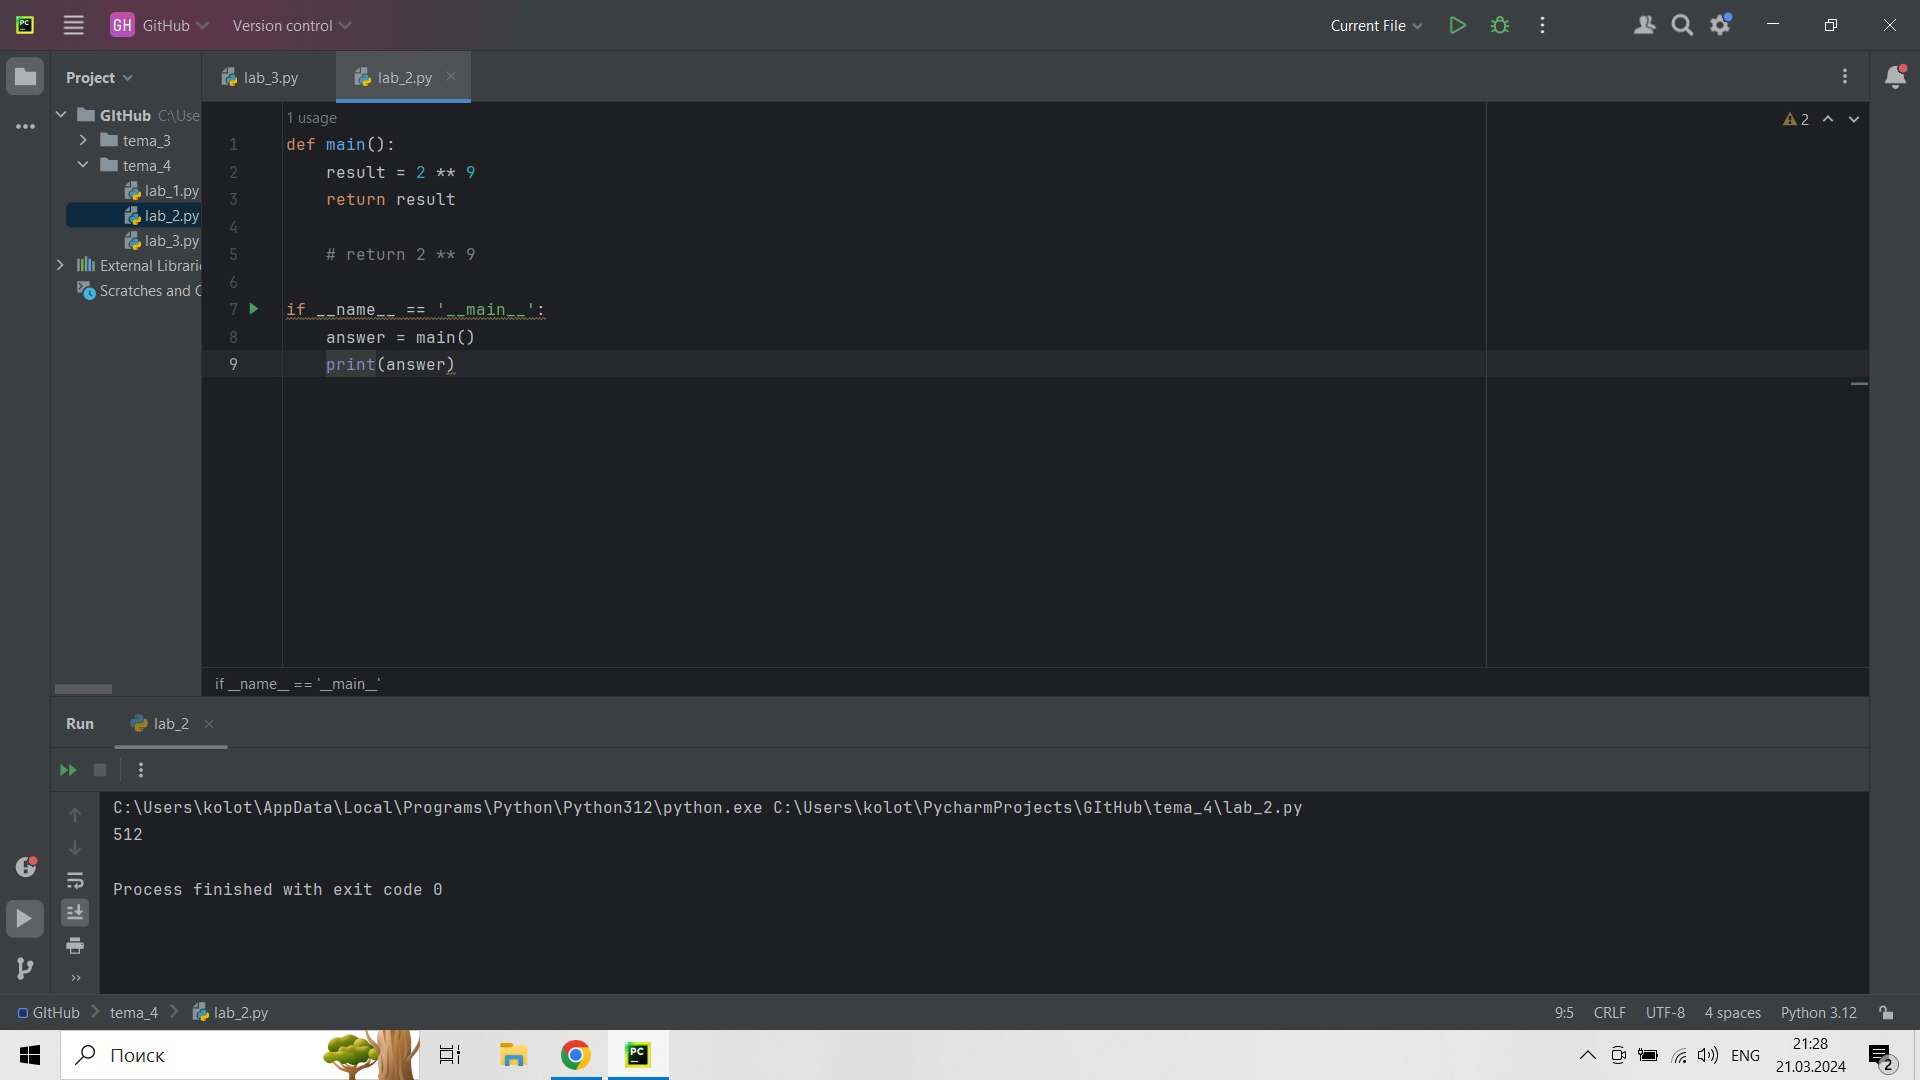 PC GH GitHub Version control Current File
Project lab_3.py lab_2.py
GItHub C:\Use
tema_3
tema_4
lab_1.py
lab_2.py
lab_3.py
External Librari
Scratches and C
1 usage
2
1 def main():
2 result = 2 ** 9
3 return result
4
5 # return 2 ** 9
6
7 if __name__ == '__main__':
8 answer = main()
9 print(answer)
if __name__ == '__main__'
Run lab_2
C:\Users\kolot\AppData\Local\Programs\Python\Python312\python.exe C:\Users\kolot\PycharmProjects\GItHub\tema_4\lab_2.py
512
Process finished with exit code 0
GItHub tema_4 lab_2.py 9:5 CRLF UTF-8 4 spaces Python 3.12
Поиск PC ENG 21:28
21.03.2024 2